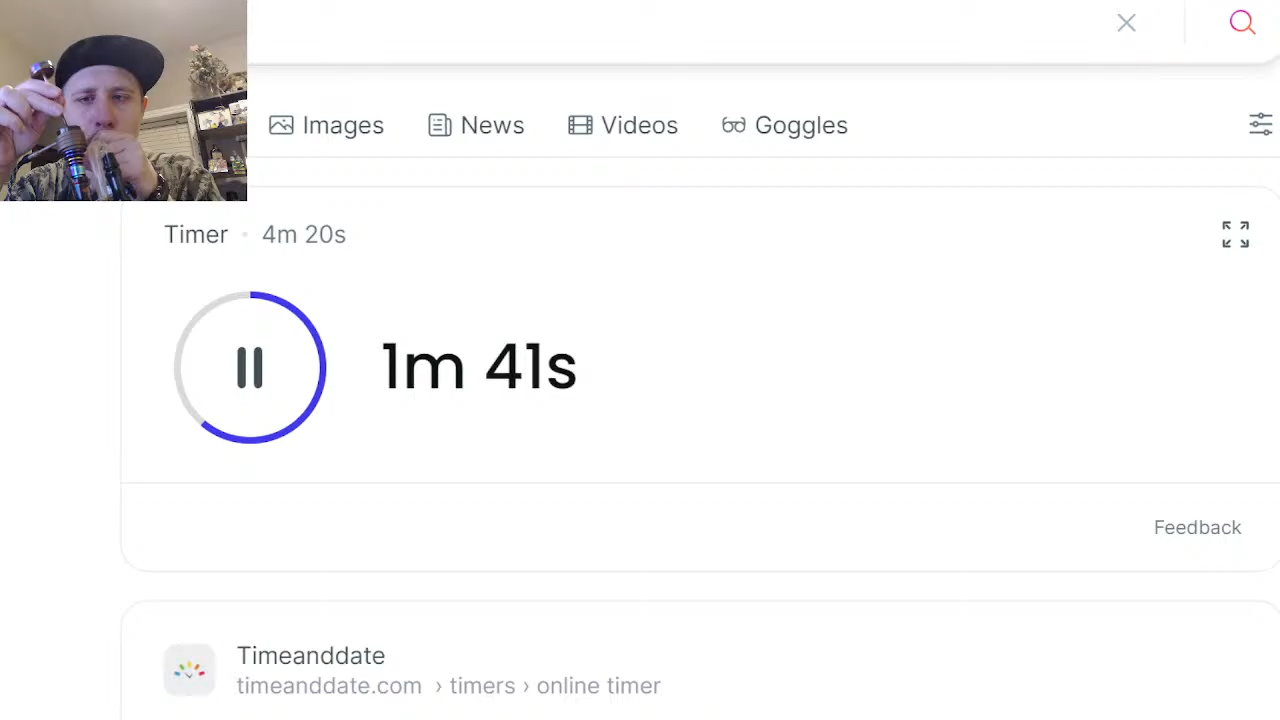 Images News Videos Goggles
Timer • 4m 20s
1m 41s
Feedback
Timeanddate
timeanddate.com › timers › online timer